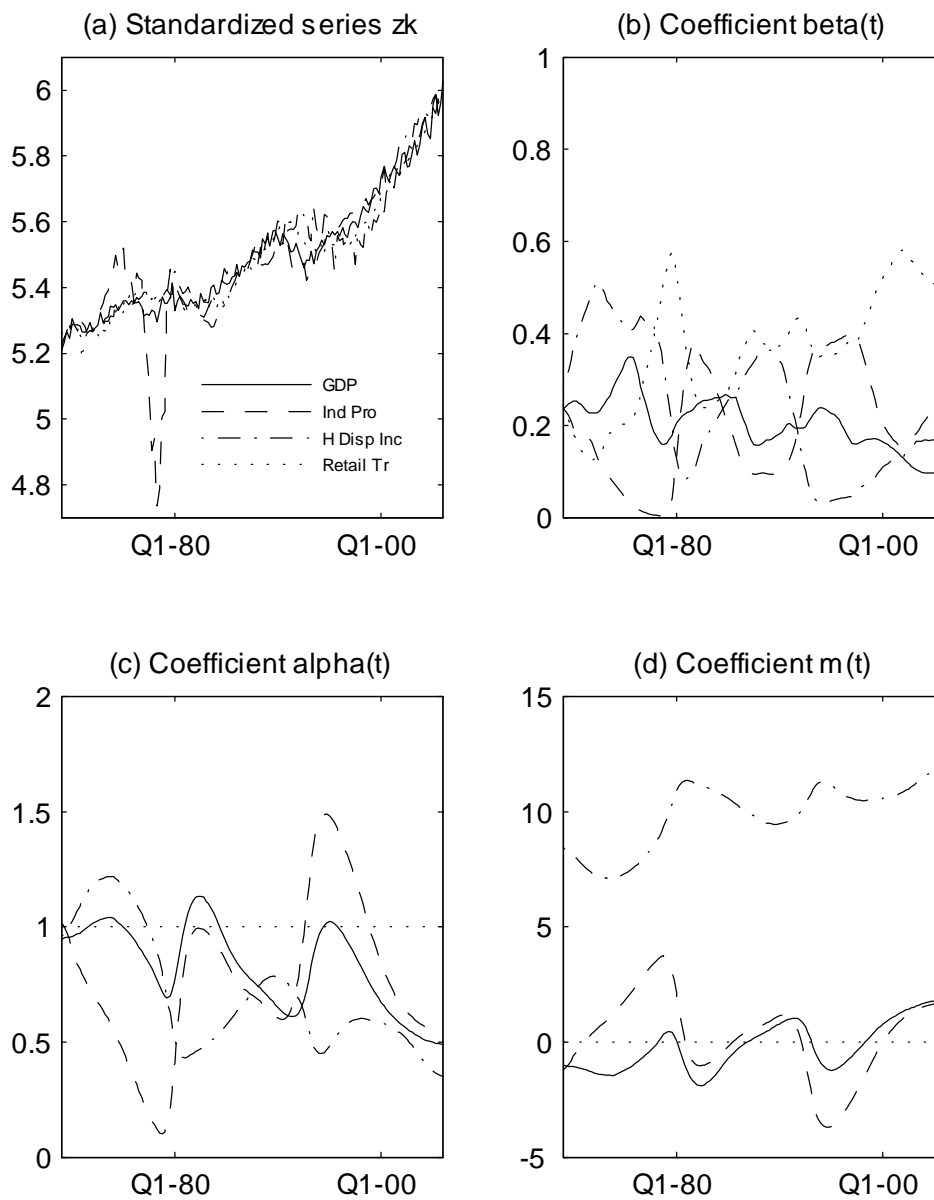 (a) Standardized series zk
6
5.8
5.6
5.4
5.2
5
4.8
Q1-80 Q1-00
GDP
Ind Pro
H Disp Inc
Retail Tr
(b) Coefficient beta(t)
1
0.8
0.6
0.4
0.2
0
Q1-80 Q1-00
(c) Coefficient alpha(t)
2
1.5
1
0.5
0
Q1-80 Q1-00
(d) Coefficient m(t)
15
10
5
0
-5
Q1-80 Q1-00